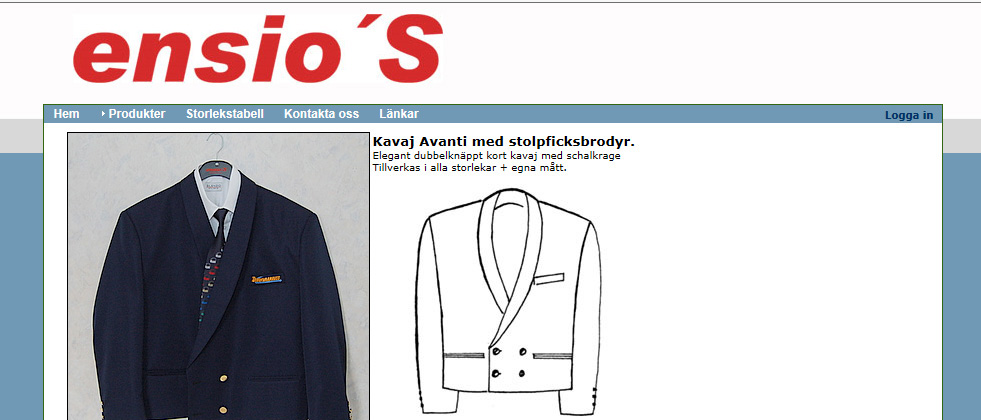 ensio´S
Hem Produkter Storlekstabell Kontakta oss Länkar Logga in
Kavaj Avanti med stolpficksbrodyr.
Elegant dubbelknäppt kort kavaj med schalkrage
Tillverkas i alla storlekar + egna mått.